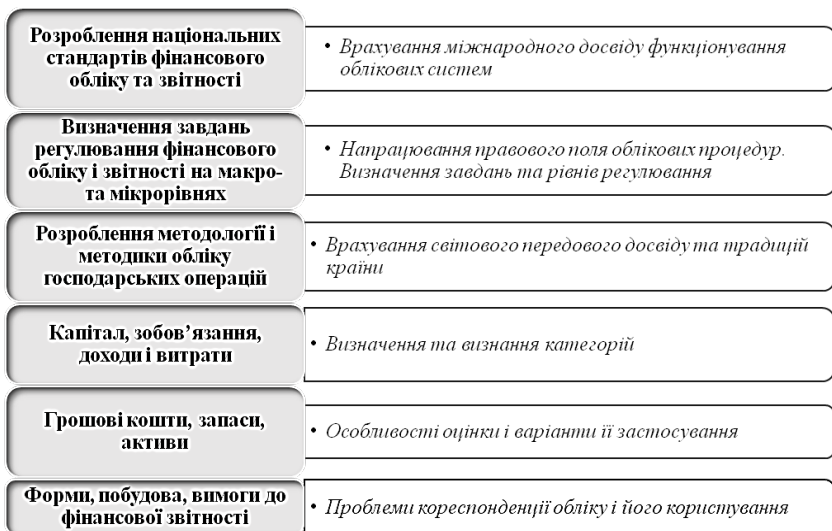 Розроблення національних
стандартів фінансового
обліку та звітності
• Врахування міжнародного досвіду функціонування
облікових систем
Визначення завдань
регулювання фінансового
обліку і звітності на макро-
та мікрорівнях
• Напрацювання правового поля облікових процедур.
Визначення завдань та рівнів регулювання
Розроблення методології і
методики обліку
господарських операцій
• Врахування світового передового досвіду та традицій
країни
Капітал, зобов’язання,
доходи і витрати
• Визначення та визнання категорій
Грошові кошти, запаси,
активи
• Особливості оцінки і варіанти її застосування
Форми, побудова, вимоги до
фінансової звітності
• Проблеми кореспонденції обліку і його користування